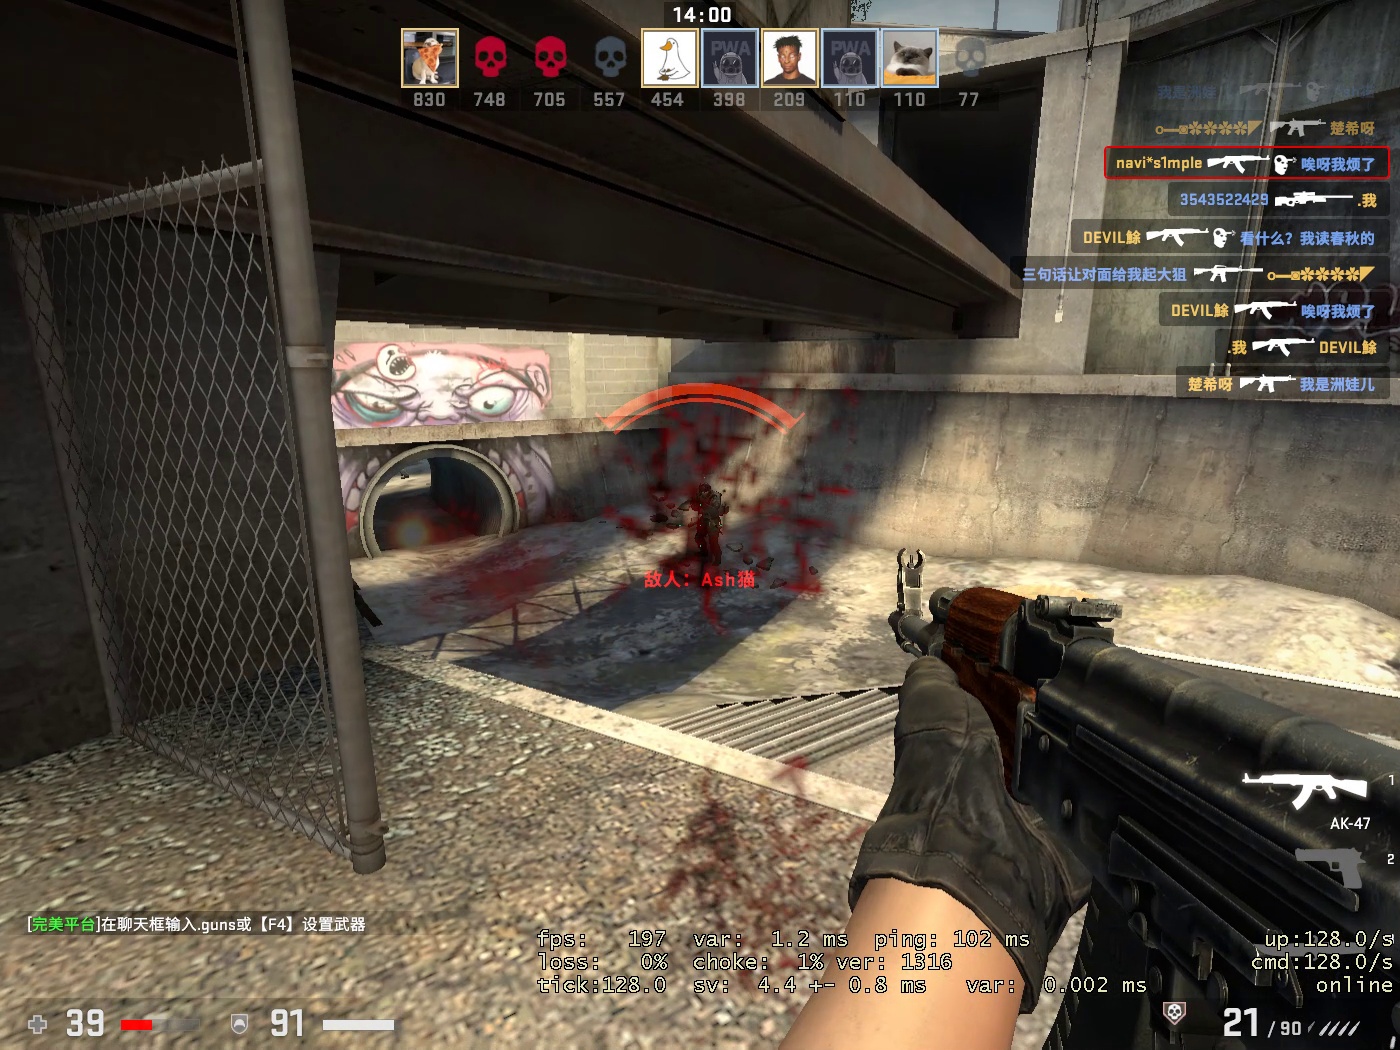 14:00
PWA PWA
830 748 705 557 454 398 209 110 110 77
楚希呀
navi*s1mple 唉呀我烦了
3543522429 .我
DEVIL鮽 看什么？我读春秋的
三句话让对面给我起大狙
DEVIL鮽 唉呀我烦了
.我 DEVIL鮽
楚希呀 我是洲娃儿
敌人：Ash猫
1
AK-47
2
[完美平台]在聊天框输入.guns或【F4】设置武器
fps: 197 var: 1.2 ms ping: 102 ms
loss: 0% choke: 1% ver: 1316
tick:128.0 sv: 4.4 +- 0.8 ms var: 0.002 ms
up:128.0/s
cmd:128.0/s
online
39 91
21 / 90